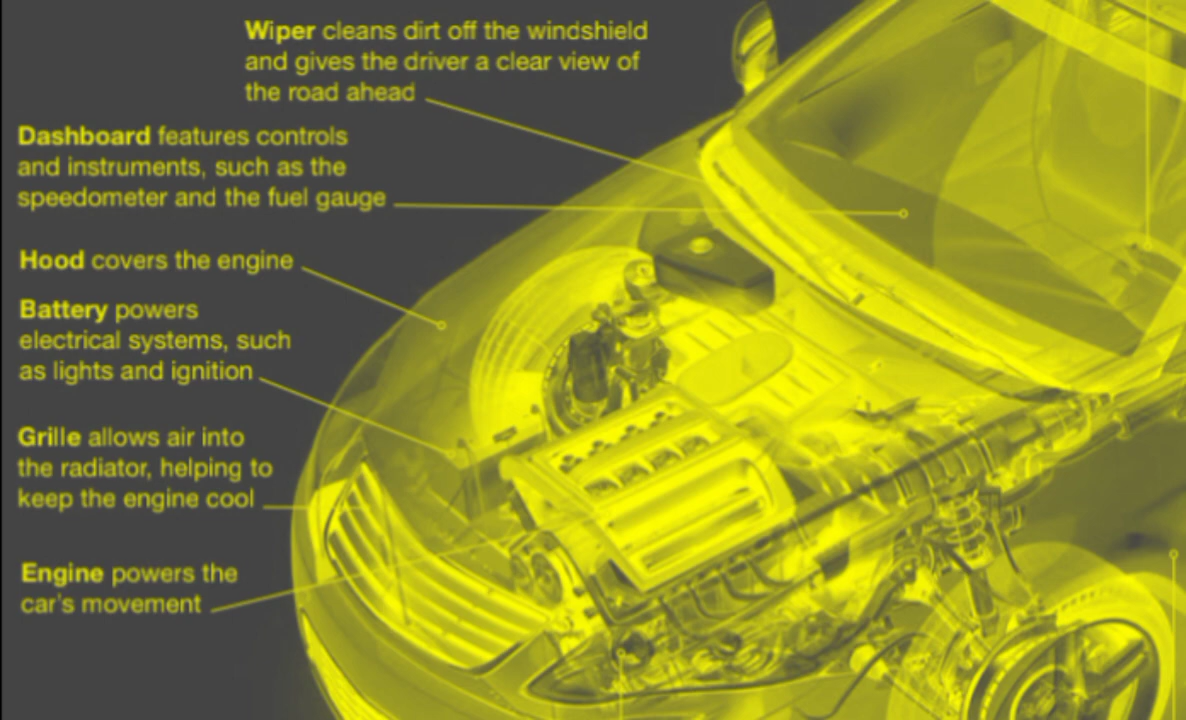 Wiper cleans dirt off the windshield
and gives the driver a clear view of
the road ahead
Dashboard features controls
and instruments, such as the
speedometer and the fuel gauge
Hood covers the engine
Battery powers
electrical systems, such
as lights and ignition
Grille allows air into
the radiator, helping to
keep the engine cool
Engine powers the
car's movement